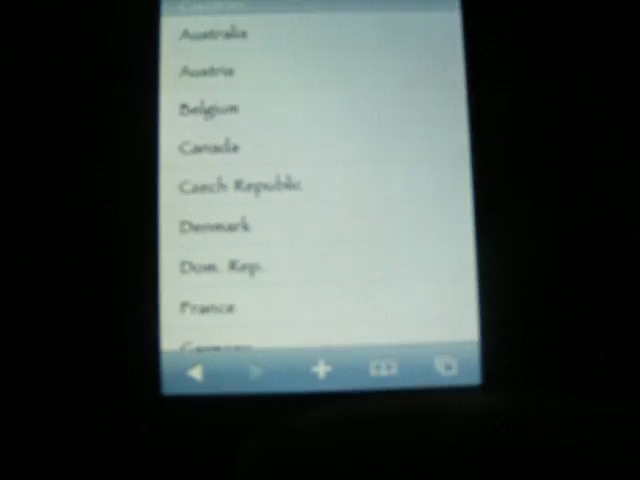 Australia
Austria
Belgium
Canada
Czech Republic
Denmark
Dom. Rep.
France